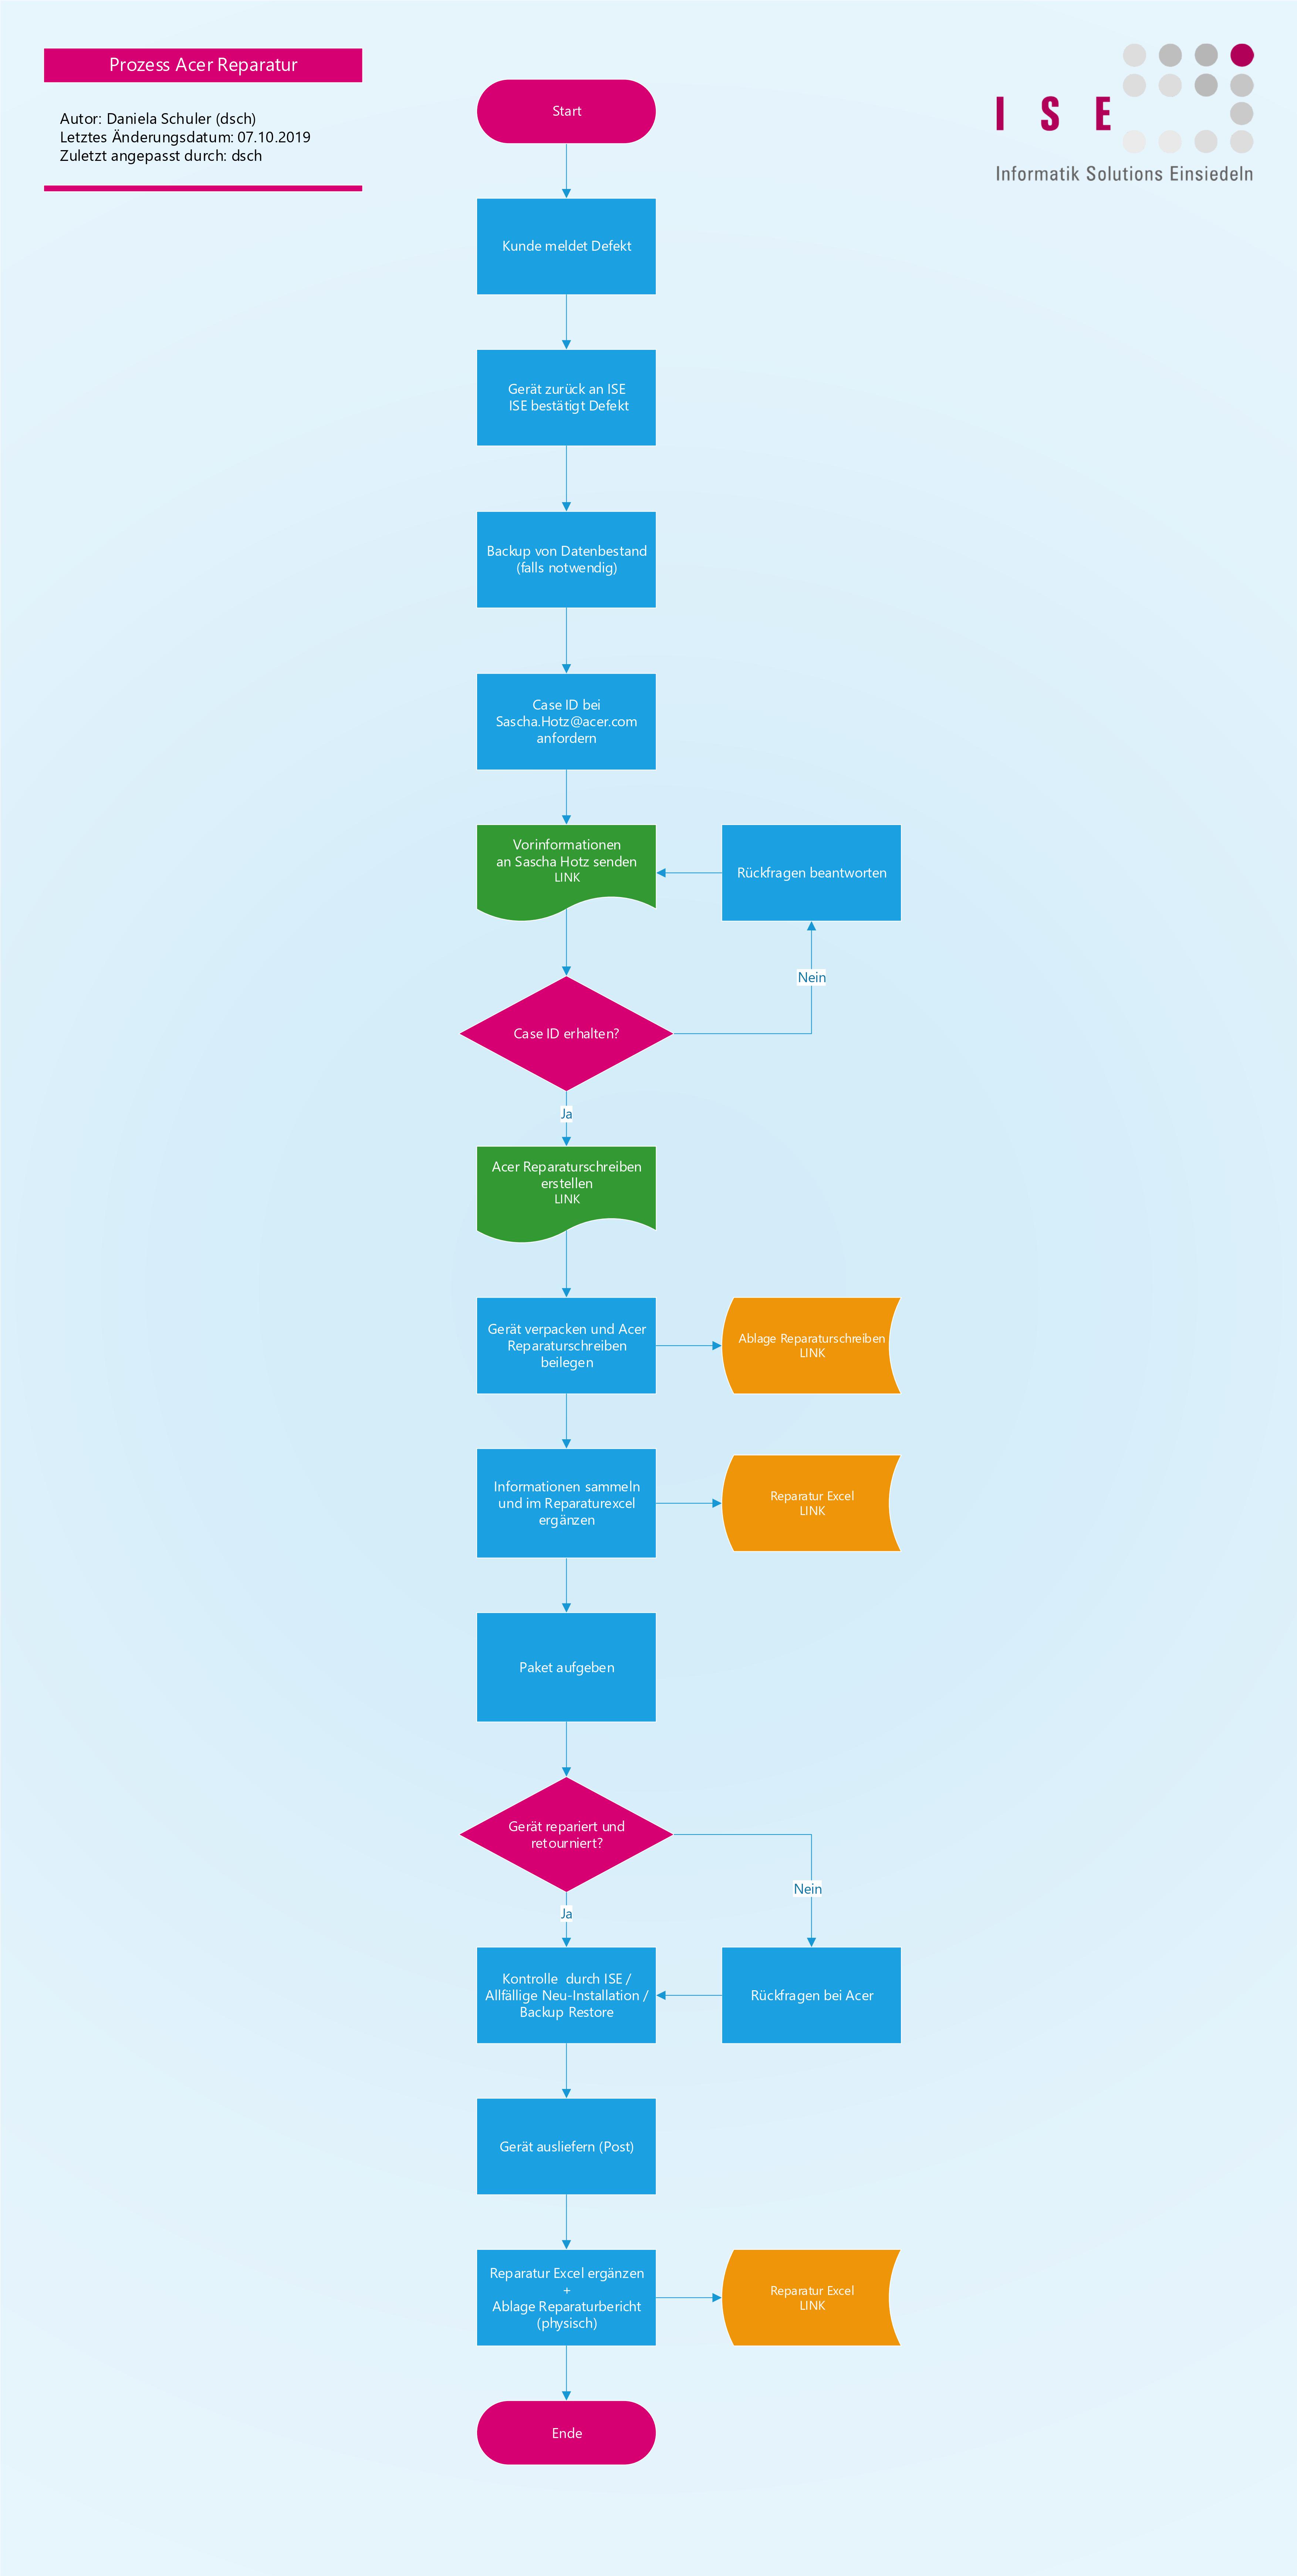 Prozess Acer Reparatur
Autor: Daniela Schuler (dsch)
Letztes Änderungsdatum: 07.10.2019
Zuletzt angepasst durch: dsch
I S E
Informatik Solutions Einsiedeln
Start
Kunde meldet Defekt
Gerät zurück an ISE
ISE bestätigt Defekt
Backup von Datenbestand
(falls notwendig)
Case ID bei
Sascha.Hotz@acer.com
anfordern
Vorinformationen
an Sascha Hotz senden
LINK
Rückfragen beantworten
Nein
Case ID erhalten?
Ja
Acer Reparaturschreiben
erstellen
LINK
Gerät verpacken und Acer
Reparaturschreiben
beilegen
Ablage Reparaturschreiben
LINK
Informationen sammeln
und im Reparaturexcel
ergänzen
Reparatur Excel
LINK
Paket aufgeben
Gerät repariert und
retourniert?
Nein
Ja
Kontrolle  durch ISE /
Allfällige Neu-Installation /
Backup Restore
Rückfragen bei Acer
Gerät ausliefern (Post)
Reparatur Excel ergänzen
+
Ablage Reparaturbericht
(physisch)
Reparatur Excel
LINK
Ende